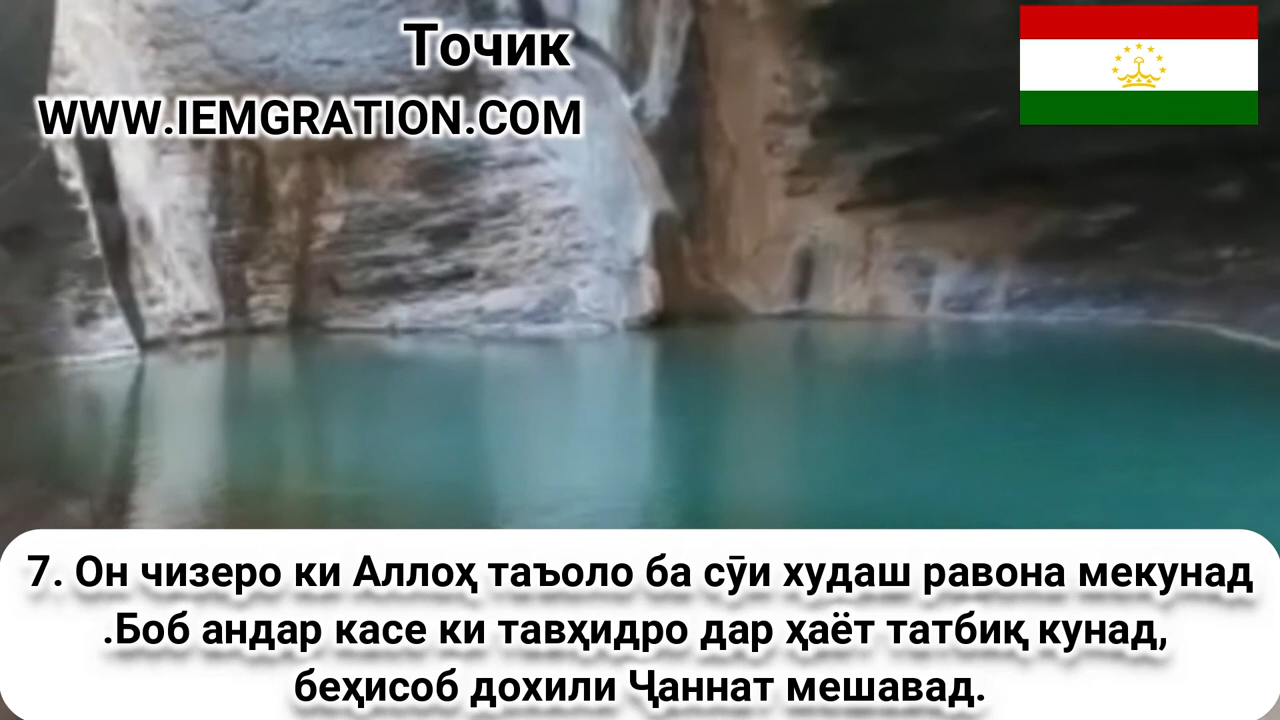 Точик
WWW.IEMGRATION.COM
7. Он чизеро ки Аллоҳ таъоло ба сӯи худаш равона мекунад
.Боб андар касе ки тавҳидро дар ҳаёт татбиқ кунад,
беҳисоб дохили Ҷаннат мешавад.